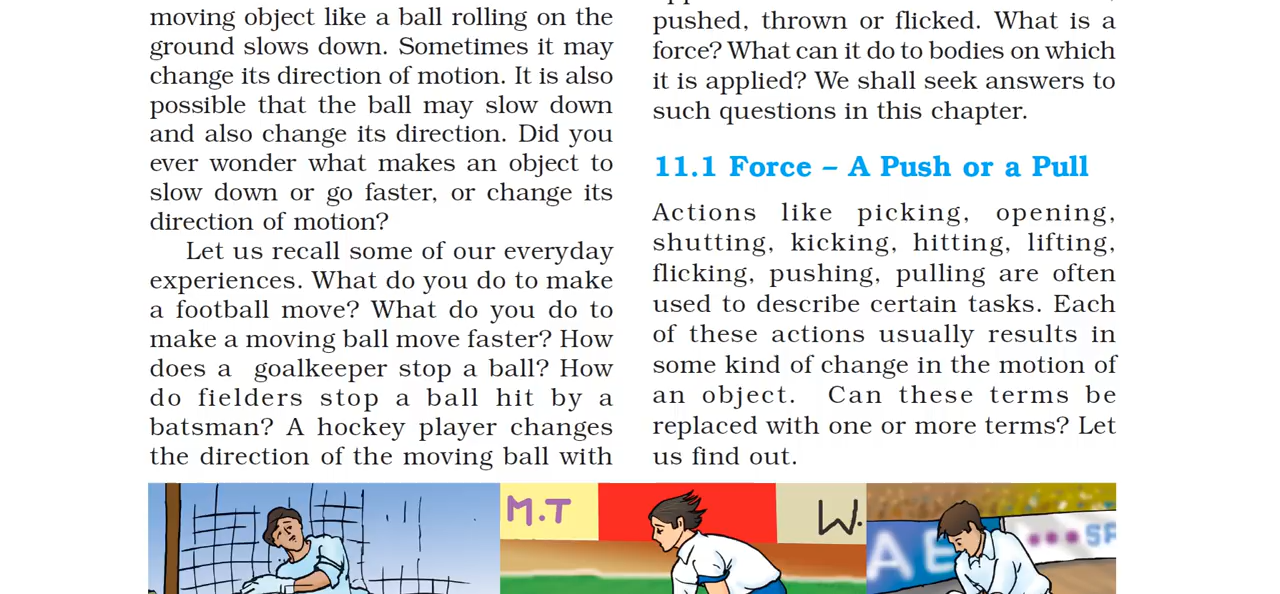 moving object like a ball rolling on the
ground slows down. Sometimes it may
change its direction of motion. It is also
possible that the ball may slow down
and also change its direction. Did you
ever wonder what makes an object to
slow down or go faster, or change its
direction of motion?
Let us recall some of our everyday
experiences. What do you do to make
a football move? What do you do to
make a moving ball move faster? How
does a goalkeeper stop a ball? How
do fielders stop a ball hit by a
batsman? A hockey player changes
the direction of the moving ball with
pushed, thrown or flicked. What is a
force? What can it do to bodies on which
it is applied? We shall seek answers to
such questions in this chapter.
11.1 Force – A Push or a Pull
Actions like picking, opening,
shutting, kicking, hitting, lifting,
flicking, pushing, pulling are often
used to describe certain tasks. Each
of these actions usually results in
some kind of change in the motion of
an object. Can these terms be
replaced with one or more terms? Let
us find out.
M.T
W.